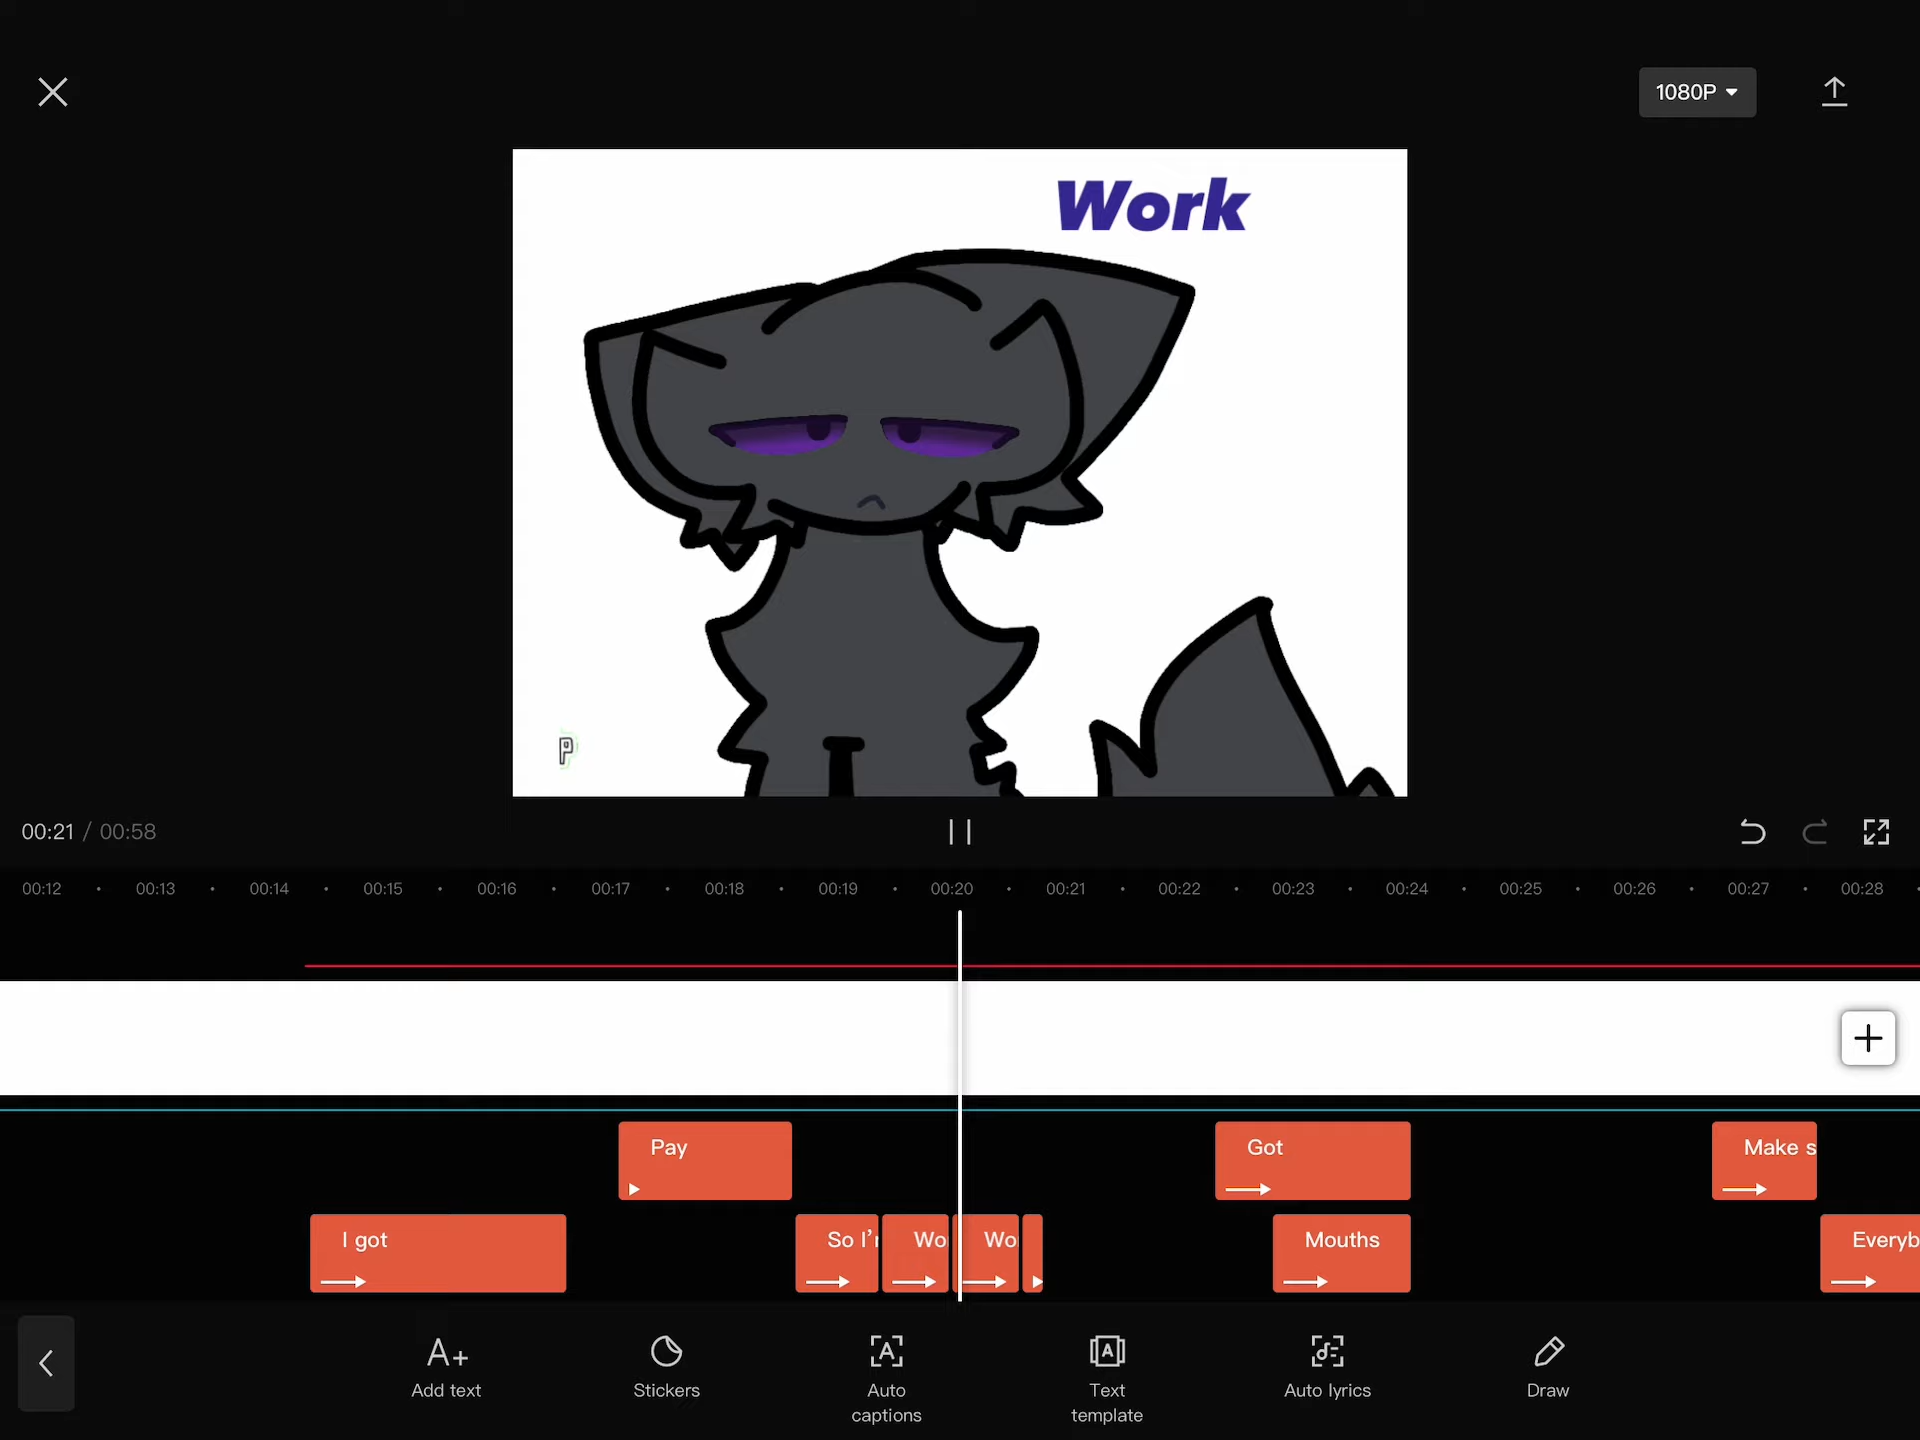 1080P
Work
P
00:21 / 00:58
00:12 00:13 00:14 00:15 00:16 00:17 00:18 00:19 00:20 00:21 00:22 00:23 00:24 00:25 00:26 00:27 00:28
Pay Got Make s
I got So I'r Wo Wo Mouths Everyb
A+
Add text Stickers Auto captions Text template Auto lyrics Draw